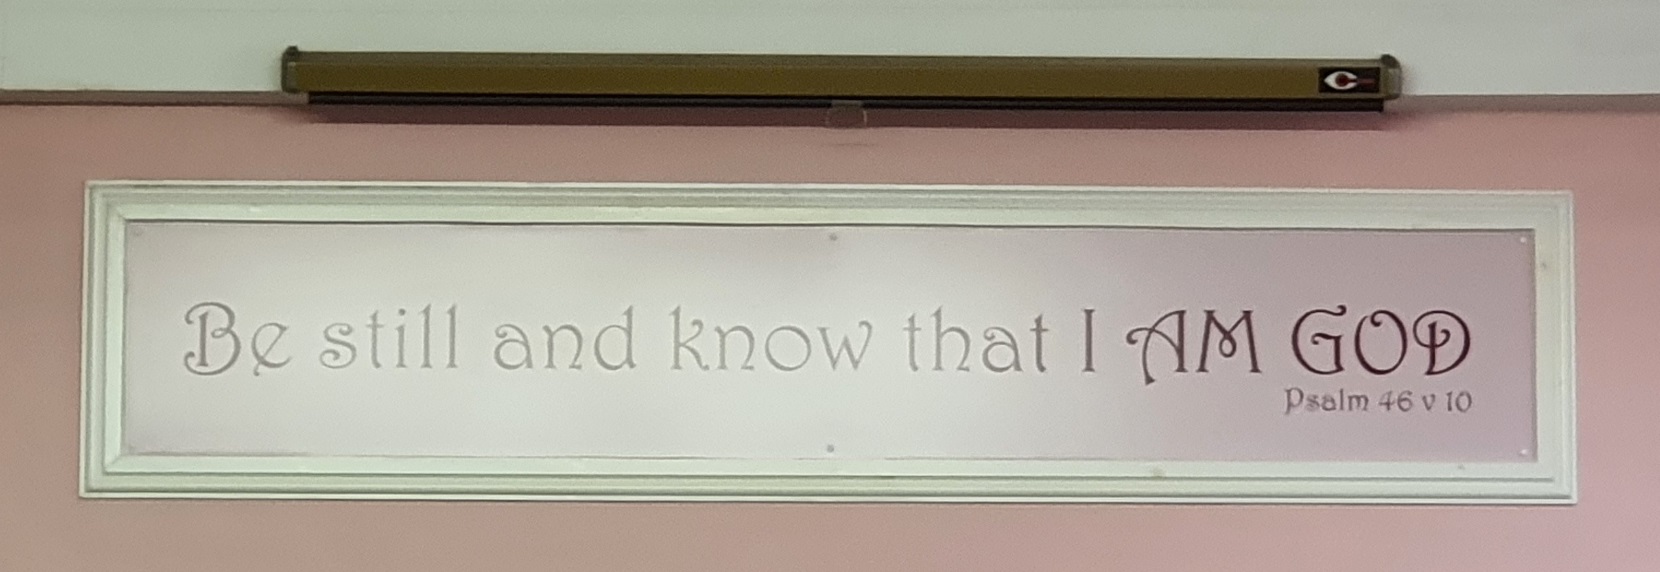 Be still and know that I AM GOD
Psalm 46 v 10